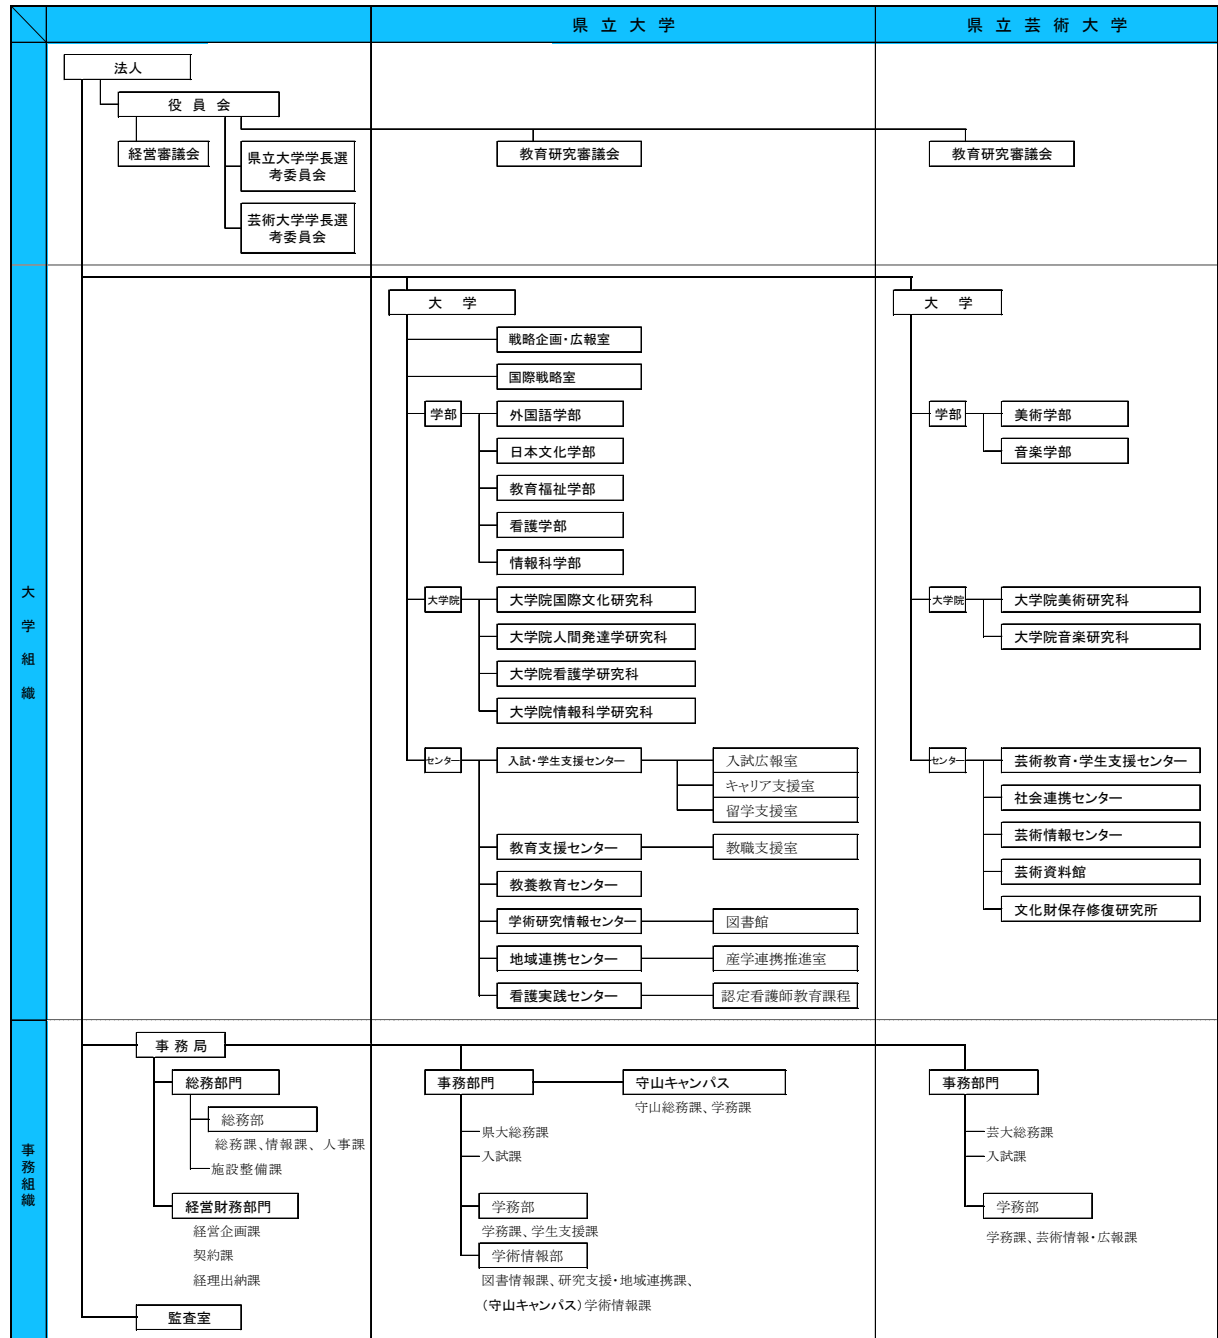 県立大学
県立芸術大学
法人
役員会
経営審議会
県立大学学長選
考委員会
芸術大学学長選
考委員会
教育研究審議会
教育研究審議会
大学組織
大学
戦略企画・広報室
国際戦略室
学部
外国語学部
日本文化学部
教育福祉学部
看護学部
情報科学部
大学院
大学院国際文化研究科
大学院人間発達学研究科
大学院看護学研究科
大学院情報科学研究科
センター
入試・学生支援センター
入試広報室
キャリア支援室
留学支援室
教育支援センター
教職支援室
教養教育センター
学術研究情報センター
図書館
地域連携センター
産学連携推進室
看護実践センター
認定看護師教育課程
大学
学部
美術学部
音楽学部
大学院
大学院美術研究科
大学院音楽研究科
センター
芸術教育・学生支援センター
社会連携センター
芸術情報センター
芸術資料館
文化財保存修復研究所
事務組織
事務局
総務部門
総務部
総務課、情報課、人事課
施設整備課
経営財務部門
経営企画課
契約課
経理出納課
監査室
事務部門
守山キャンパス
守山総務課、学務課
県大総務課
入試課
学務部
学務課、学生支援課
学術情報部
図書情報課、研究支援・地域連携課、
(守山キャンパス)学術情報課
事務部門
芸大総務課
入試課
学務部
学務課、芸術情報・広報課